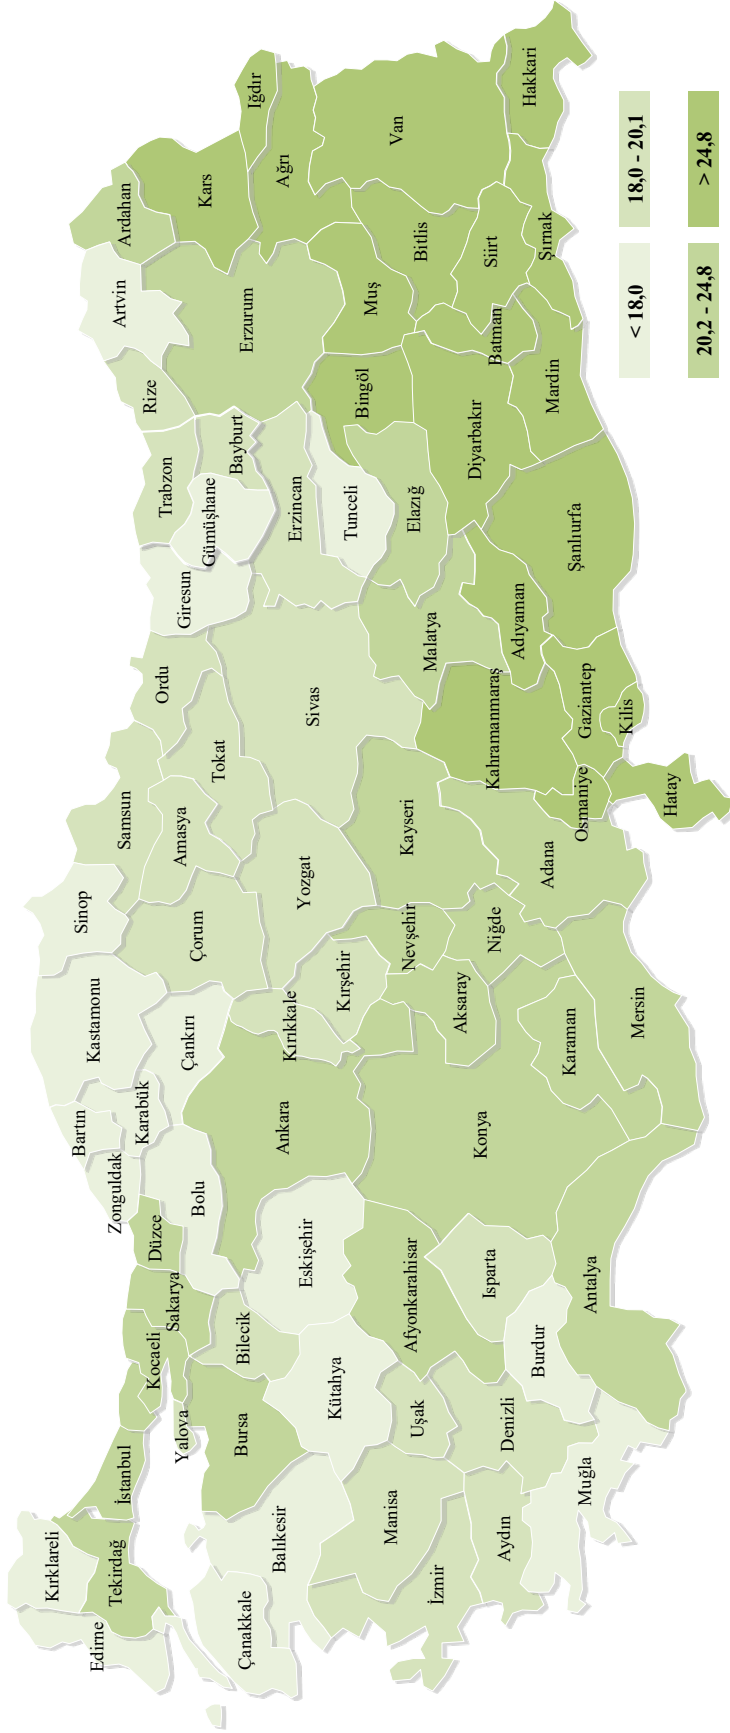 Kırklareli
Edirne
Tekirdağ
İstanbul
Çanakkale
Balıkesir
Yalova
Kocaeli
Sakarya
Düzce
Bursa
Bilecik
Zonguldak
Bartın
Karabük
Bolu
Kastamonu
Sinop
Çankırı
Çorum
Samsun
Amasya
Tokat
Ordu
Giresun
Gümüşhane
Trabzon
Bayburt
Rize
Artvin
Ardahan
Kars
Iğdır
Ağrı
Erzurum
Erzincan
Tunceli
Sivas
Yozgat
Kırıkkale
Kırşehir
Ankara
Eskişehir
Kütahya
Manisa
İzmir
Uşak
Afyonkarahisar
Aydın
Denizli
Muğla
Burdur
Isparta
Antalya
Konya
Aksaray
Nevşehir
Niğde
Karaman
Mersin
Kayseri
Adana
Osmaniye
Hatay
Kahramanmaraş
Malatya
Adıyaman
Gaziantep
Kilis
Şanlıurfa
Elazığ
Bingöl
Muş
Diyarbakır
Batman
Mardin
Bitlis
Siirt
Şırnak
Van
Hakkari
< 18,0
18,0 - 20,1
20,2 - 24,8
> 24,8